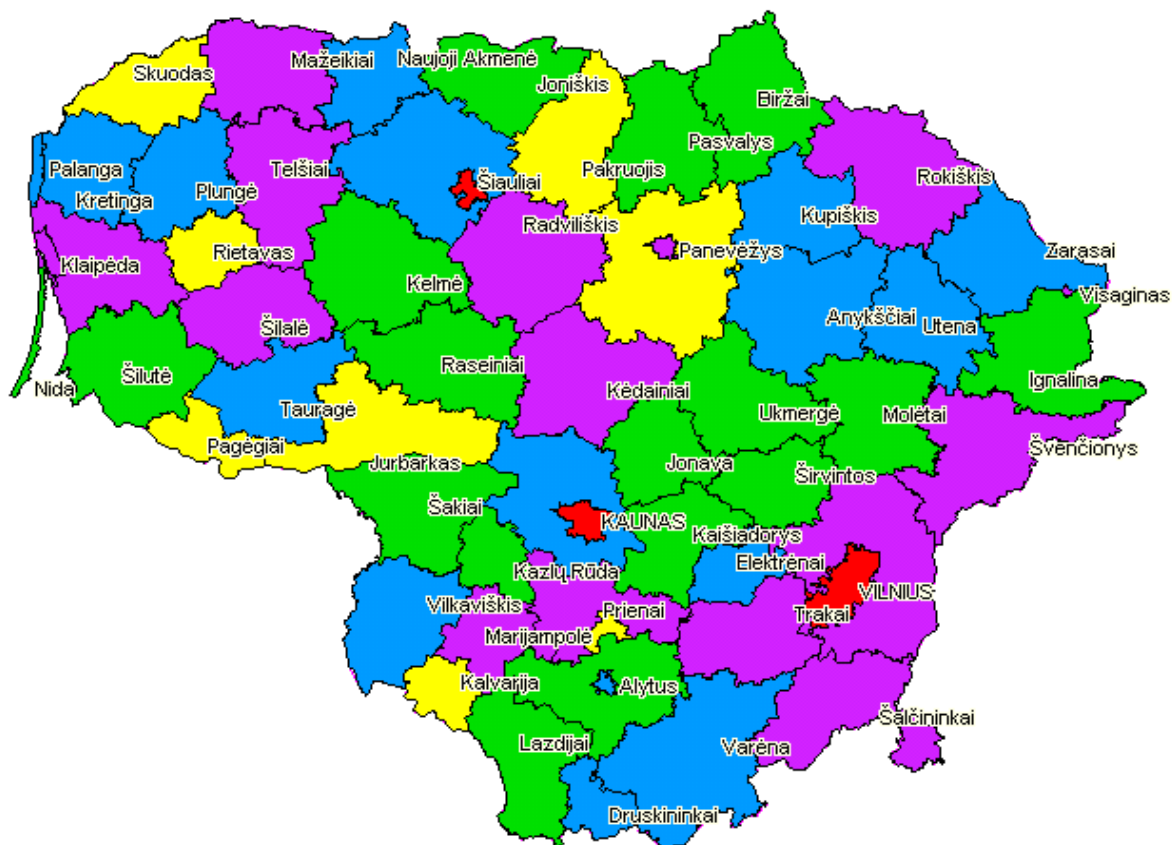 Skuodas
Mažeikiai
Naujoji Akmenė
Joniškis
Biržai
Palanga
Kretinga
Plungė
Telšiai
Šiauliai
Pakruojis
Pasvalys
Rokiškis
Klaipėda
Rietavas
Radviliškis
Panevėžys
Kupiškis
Zarasai
Visaginas
Kelmė
Šilalė
Anykščiai
Utena
Nida
Šilutė
Raseiniai
Kėdainiai
Ukmergė
Molėtai
Ignalina
Tauragė
Pagėgiai
Jurbarkas
Jonava
Širvintos
Švenčionys
Šakiai
KAUNAS
Kaišiadorys
Elektrėnai
Kazlų Rūda
VILNIUS
Vilkaviškis
Prienai
Trakai
Marijampolė
Kalvarija
Alytus
Šalčininkai
Lazdijai
Varėna
Druskininkai